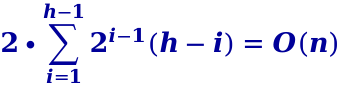 2 • ∑_{i=1}^{h−1} 2^{i−1}(h − i) = O(n)